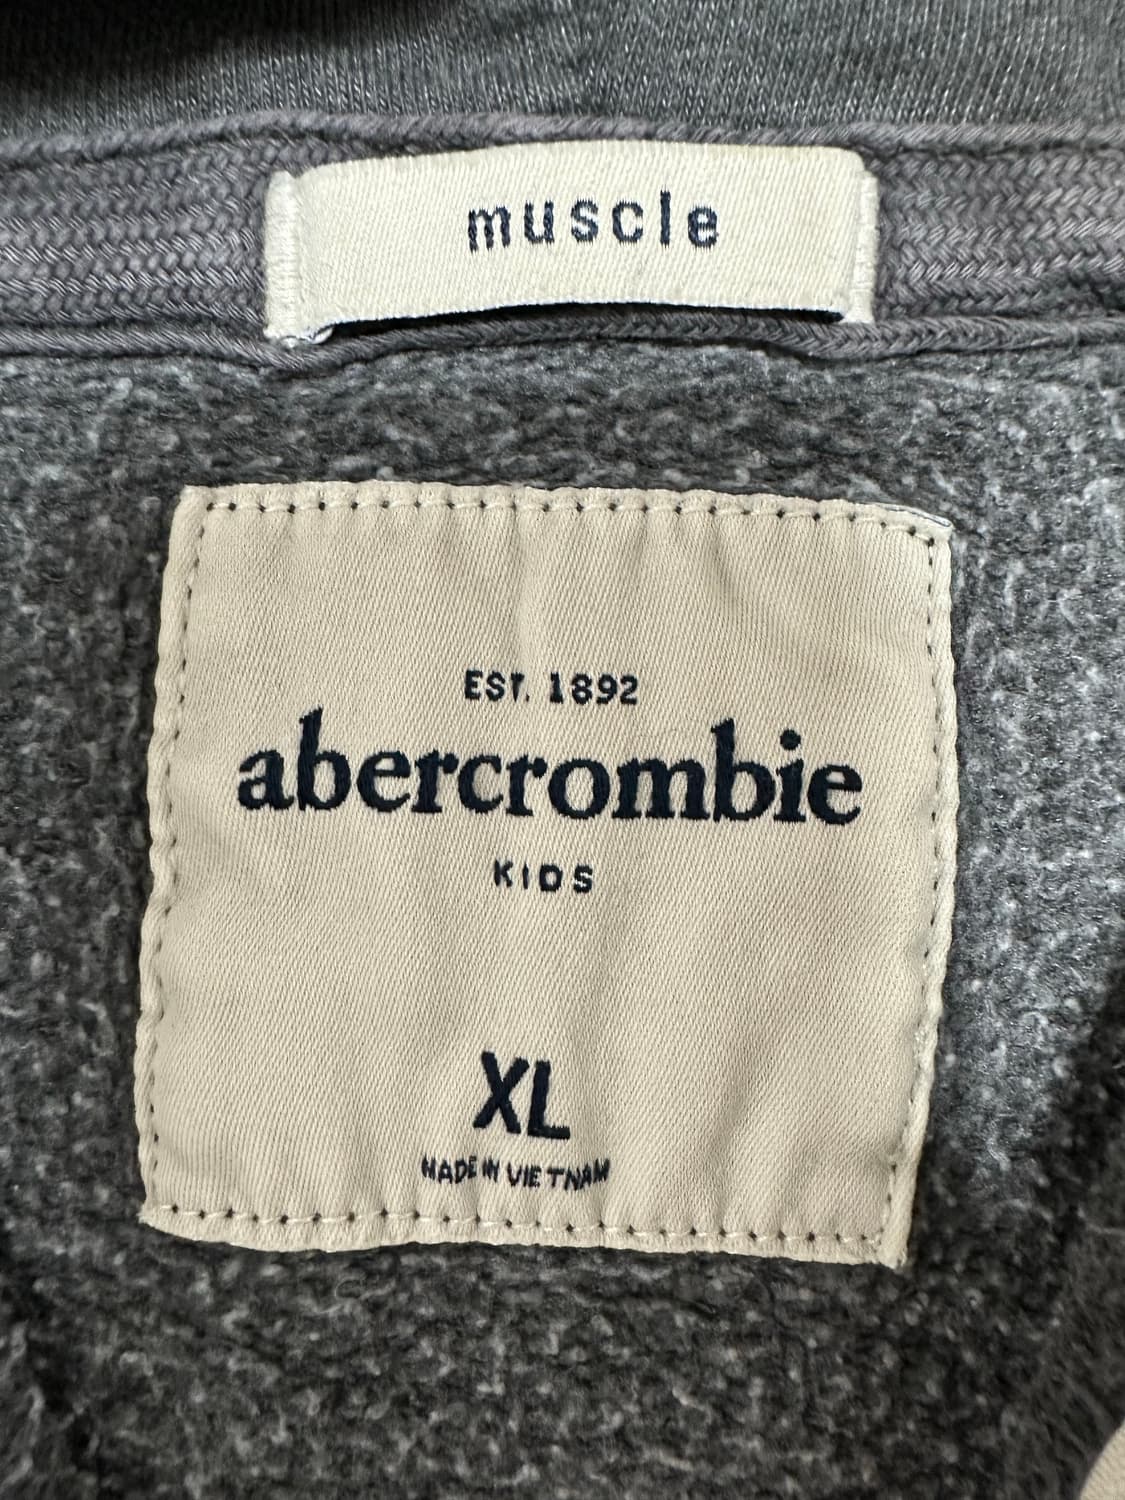 muscle
EST. 1892
abercrombie
KIDS
XL
MADE IN VIETNAM